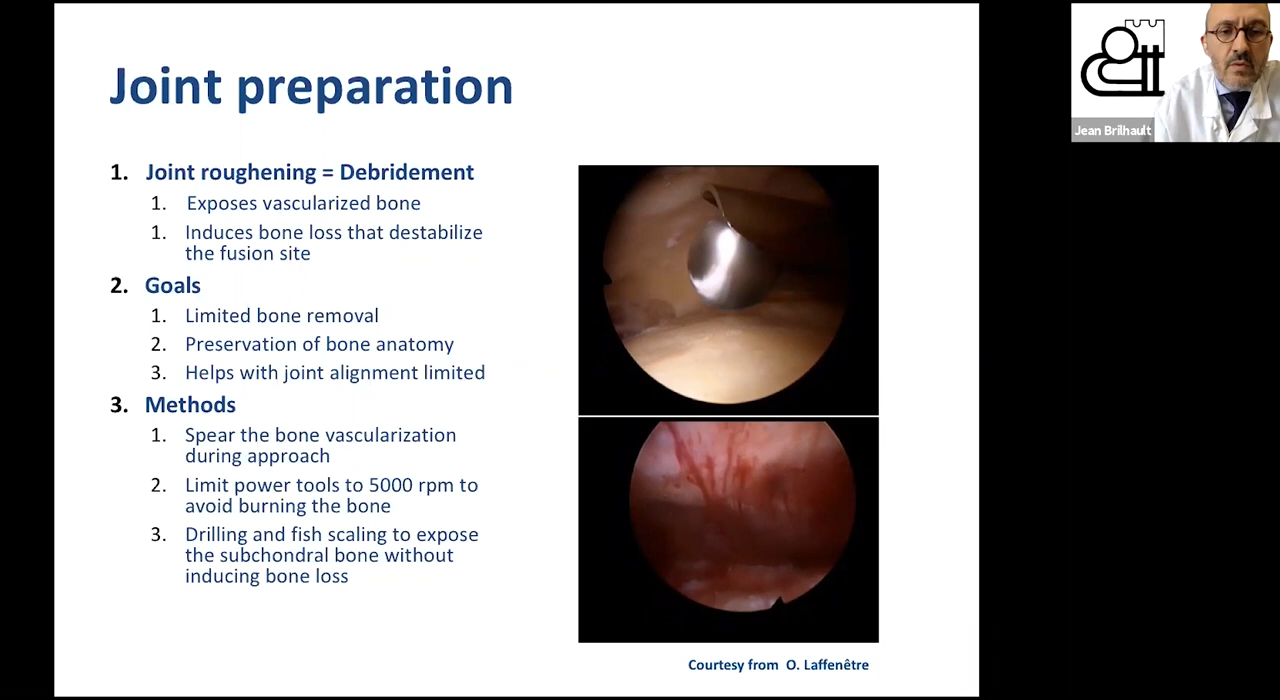 Joint preparation
1. Joint roughening = Debridement
1. Exposes vascularized bone
1. Induces bone loss that destabilize
the fusion site
2. Goals
1. Limited bone removal
2. Preservation of bone anatomy
3. Helps with joint alignment limited
3. Methods
1. Spear the bone vascularization
during approach
2. Limit power tools to 5000 rpm to
avoid burning the bone
3. Drilling and fish scaling to expose
the subchondral bone without
inducing bone loss
Courtesy from O. Laffenêtre
Jean Brilhault